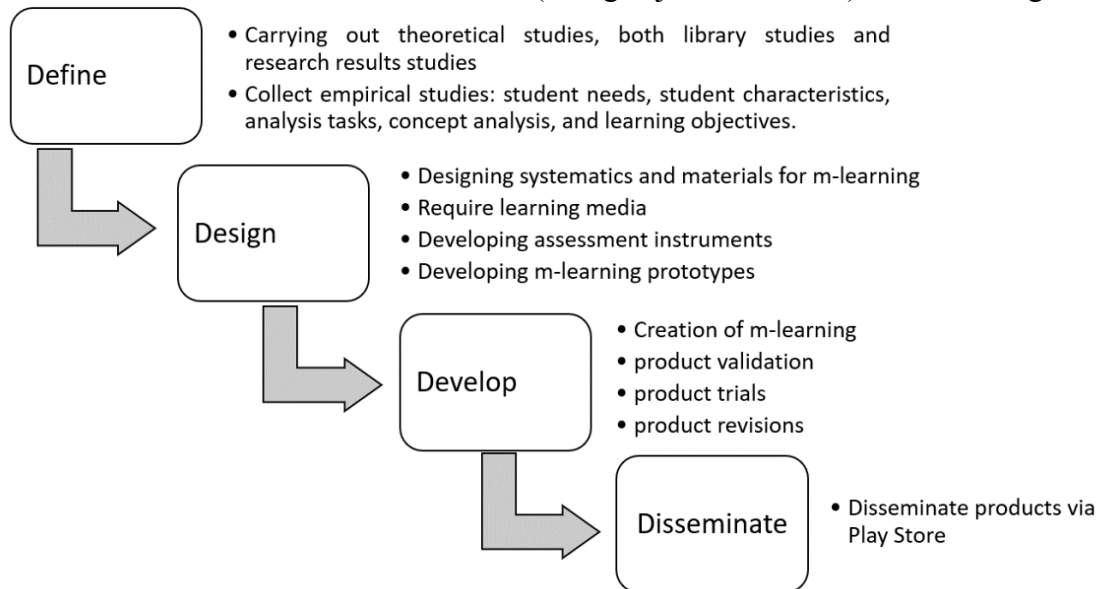 • Carrying out theoretical studies, both library studies and
research results studies
• Collect empirical studies: student needs, student characteristics,
analysis tasks, concept analysis, and learning objectives.
Define
• Designing systematics and materials for m-learning
• Require learning media
• Developing assessment instruments
• Developing m-learning prototypes
Design
• Creation of m-learning
• product validation
• product trials
• product revisions
Develop
• Disseminate products via
Play Store
Disseminate